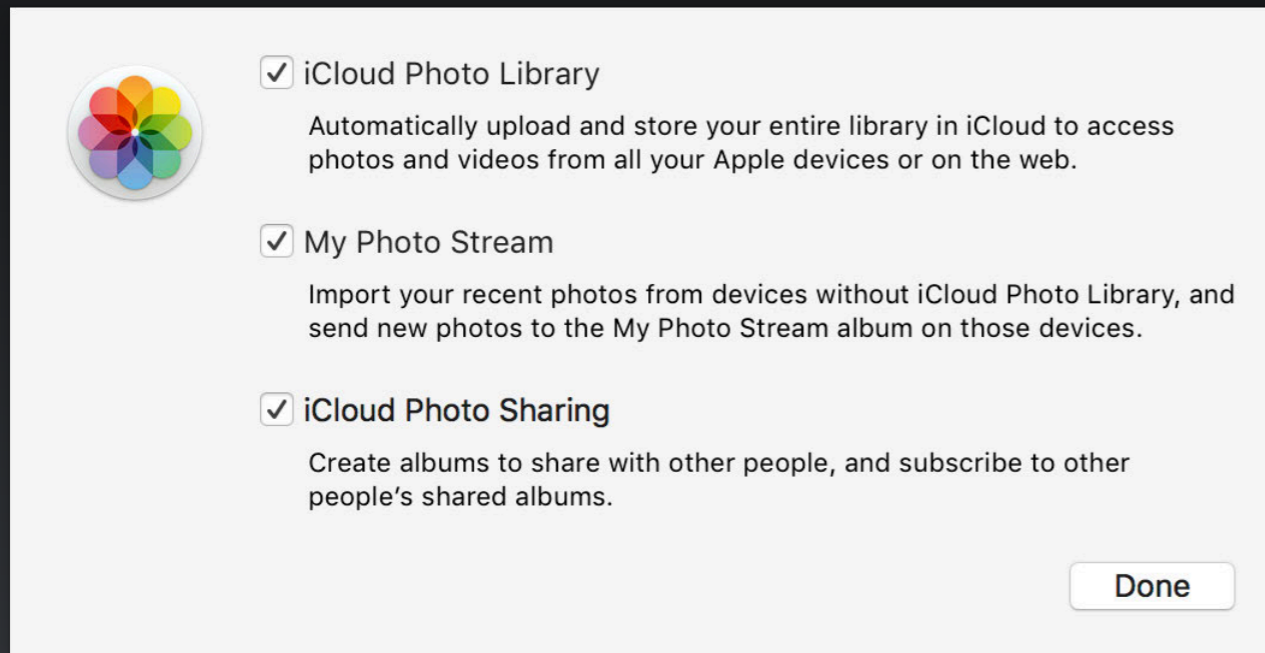 iCloud Photo Library
Automatically upload and store your entire library in iCloud to access
photos and videos from all your Apple devices or on the web.
My Photo Stream
Import your recent photos from devices without iCloud Photo Library, and
send new photos to the My Photo Stream album on those devices.
iCloud Photo Sharing
Create albums to share with other people, and subscribe to other
people’s shared albums.
Done